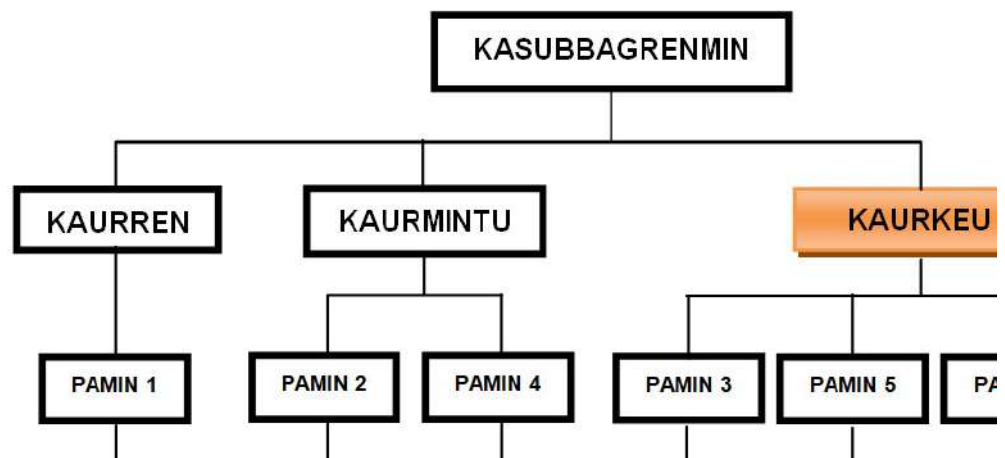 KASUBBAGRENMIN
KAURREN
KAURMINTU
KAURKEU
PAMIN 1
PAMIN 2
PAMIN 4
PAMIN 3
PAMIN 5